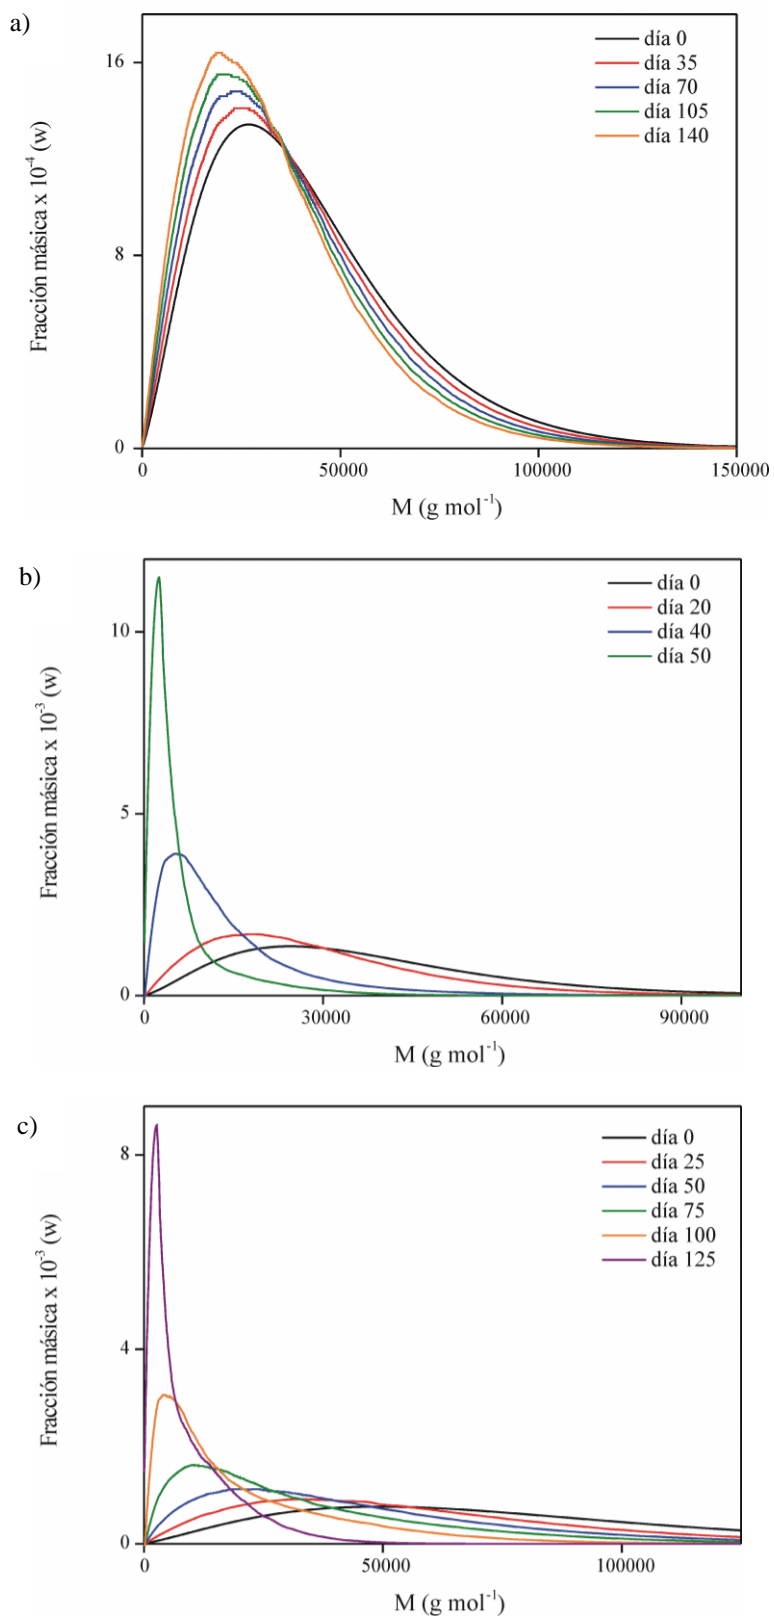 a)
Fracción másica x 10⁻⁴ (w)
16
8
0
día 0
día 35
día 70
día 105
día 140
0
50000
100000
150000
M (g mol⁻¹)
b)
Fracción másica x 10⁻³ (w)
10
5
0
día 0
día 20
día 40
día 50
0
30000
60000
90000
M (g mol⁻¹)
c)
Fracción másica x 10⁻³ (w)
8
4
0
día 0
día 25
día 50
día 75
día 100
día 125
0
50000
100000
M (g mol⁻¹)